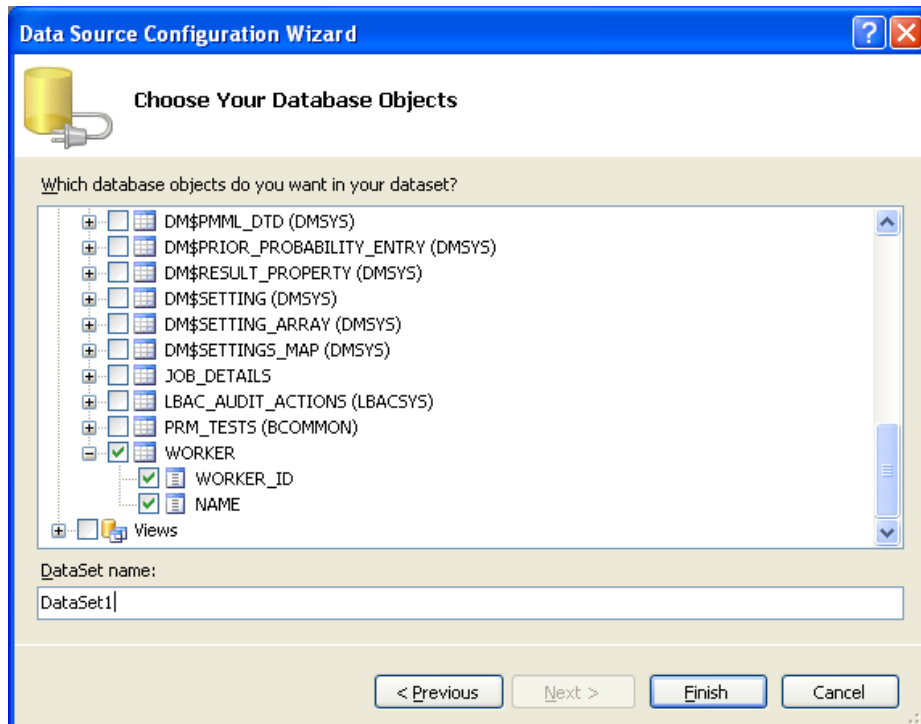 Data Source Configuration Wizard
Choose Your Database Objects
Which database objects do you want in your dataset?
DM$PMML_DTD (DMSYS)
DM$PRIOR_PROBABILITY_ENTRY (DMSYS)
DM$RESULT_PROPERTY (DMSYS)
DM$SETTING (DMSYS)
DM$SETTING_ARRAY (DMSYS)
DM$SETTINGS_MAP (DMSYS)
JOB_DETAILS
LBAC_AUDIT_ACTIONS (LBACSYS)
PRM_TESTS (BCOMMON)
WORKER
WORKER_ID
NAME
Views
DataSet name:
DataSet1
< Previous Next > Finish Cancel